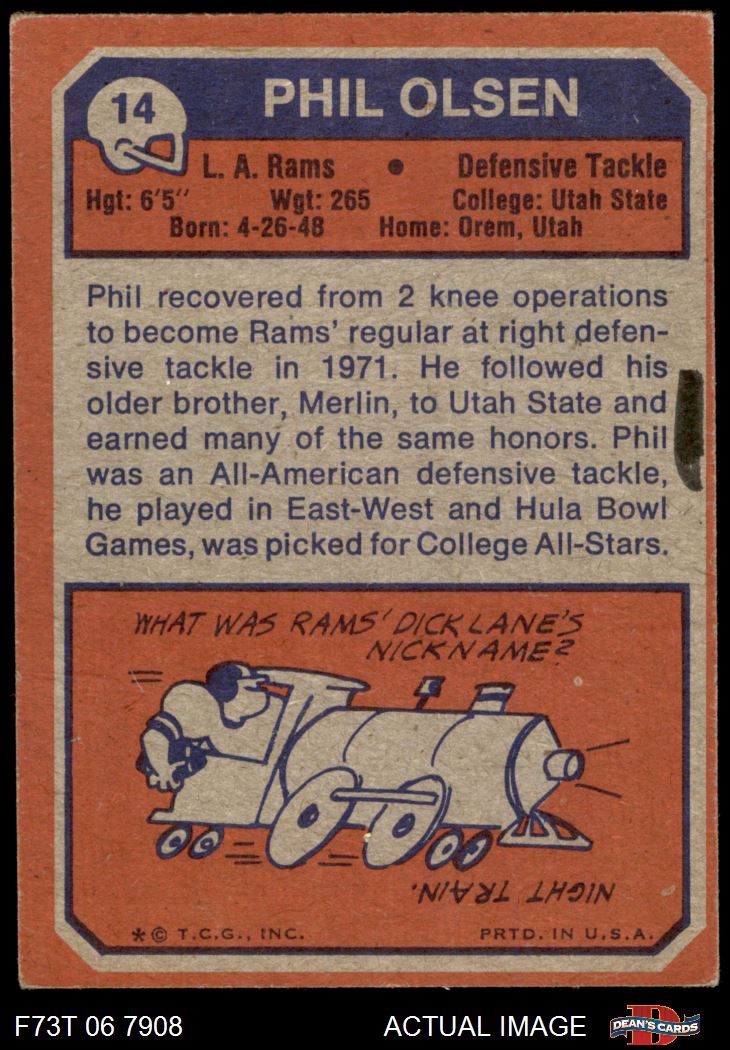 14
PHIL OLSEN
L. A. Rams • Defensive Tackle
Hgt: 6'5" Wgt: 265 College: Utah State
Born: 4-26-48 Home: Orem, Utah
Phil recovered from 2 knee operations
to become Rams' regular at right defen-
sive tackle in 1971. He followed his
older brother, Merlin, to Utah State and
earned many of the same honors. Phil
was an All-American defensive tackle,
he played in East-West and Hula Bowl
Games, was picked for College All-Stars.
WHAT WAS RAMS' DICK LANE'S
NICKNAME?
NIGHT TRAIN.
*© T.C.G., INC. PRTD. IN U.S.A.
F73T 06 7908 ACTUAL IMAGE
D
DEAN'S CARDS